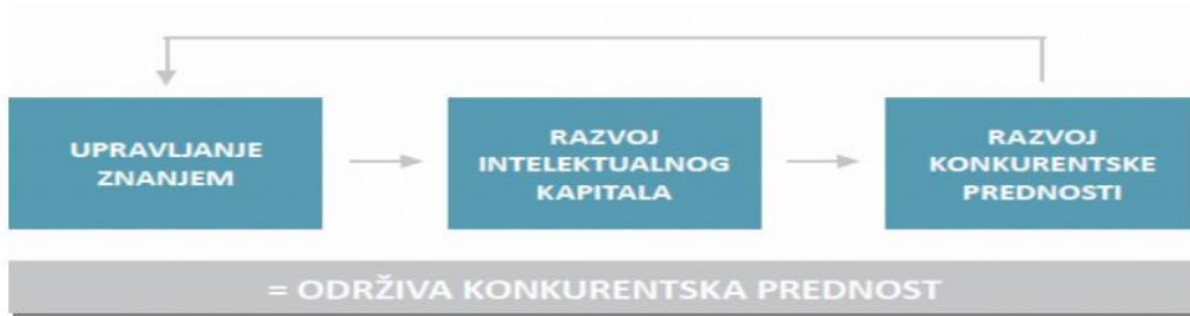 UPRAVLJANJE
ZNANJEM
RAZVOJ
INTELEKTUALNOG
KAPITALA
RAZVOJ
KONKURENTSKE
PREDNOSTI
= ODRŽIVA KONKURENTSKA PREDNOST